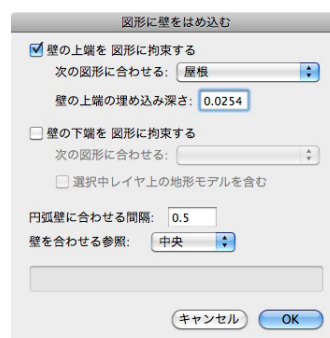 図形に壁をはめ込む
壁の上端を 図形に拘束する
次の図形に合わせる: 屋根
壁の上端の埋め込み深さ: 0.0254
壁の下端を 図形に拘束する
次の図形に合わせる:
選択中レイヤ上の地形モデルを含む
円弧壁に合わせる間隔: 0.5
壁を合わせる参照: 中央
キャンセル OK